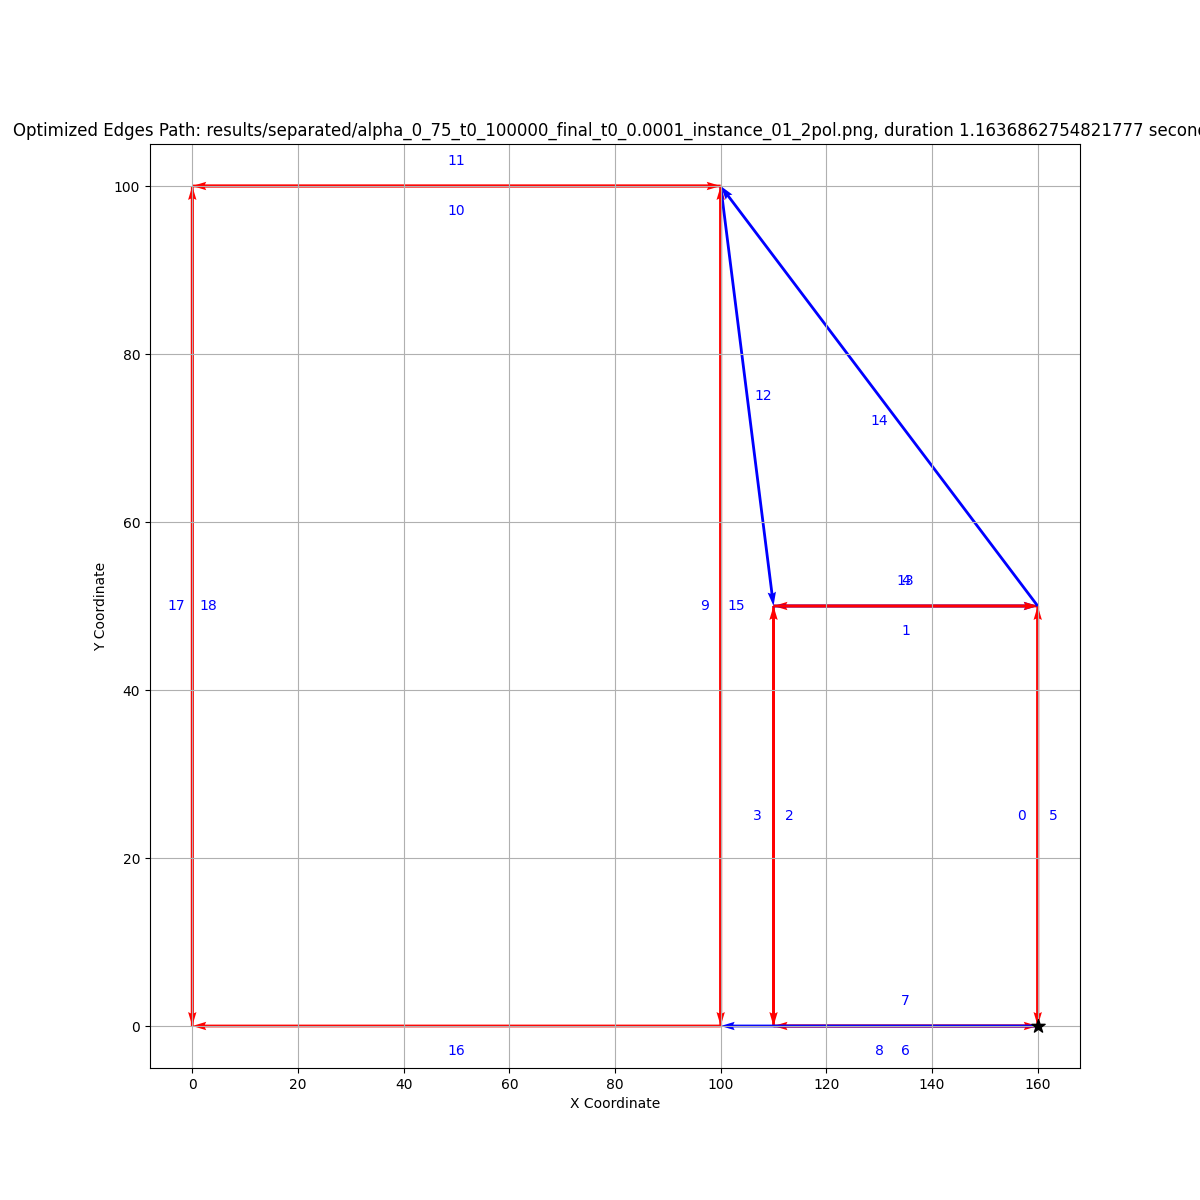 Optimized Edges Path: results/separated/alpha_0_75_t0_100000_final_t0_0.0001_instance_01_2pol.png, duration 1.1636862754821777 secon
11
100
10
80
12
14
60
13
4
17 18 9 15
1
Y Coordinate
40
3 2 0 5
20
7
0
16 8 6
0 20 40 60 80 100 120 140 160
X Coordinate